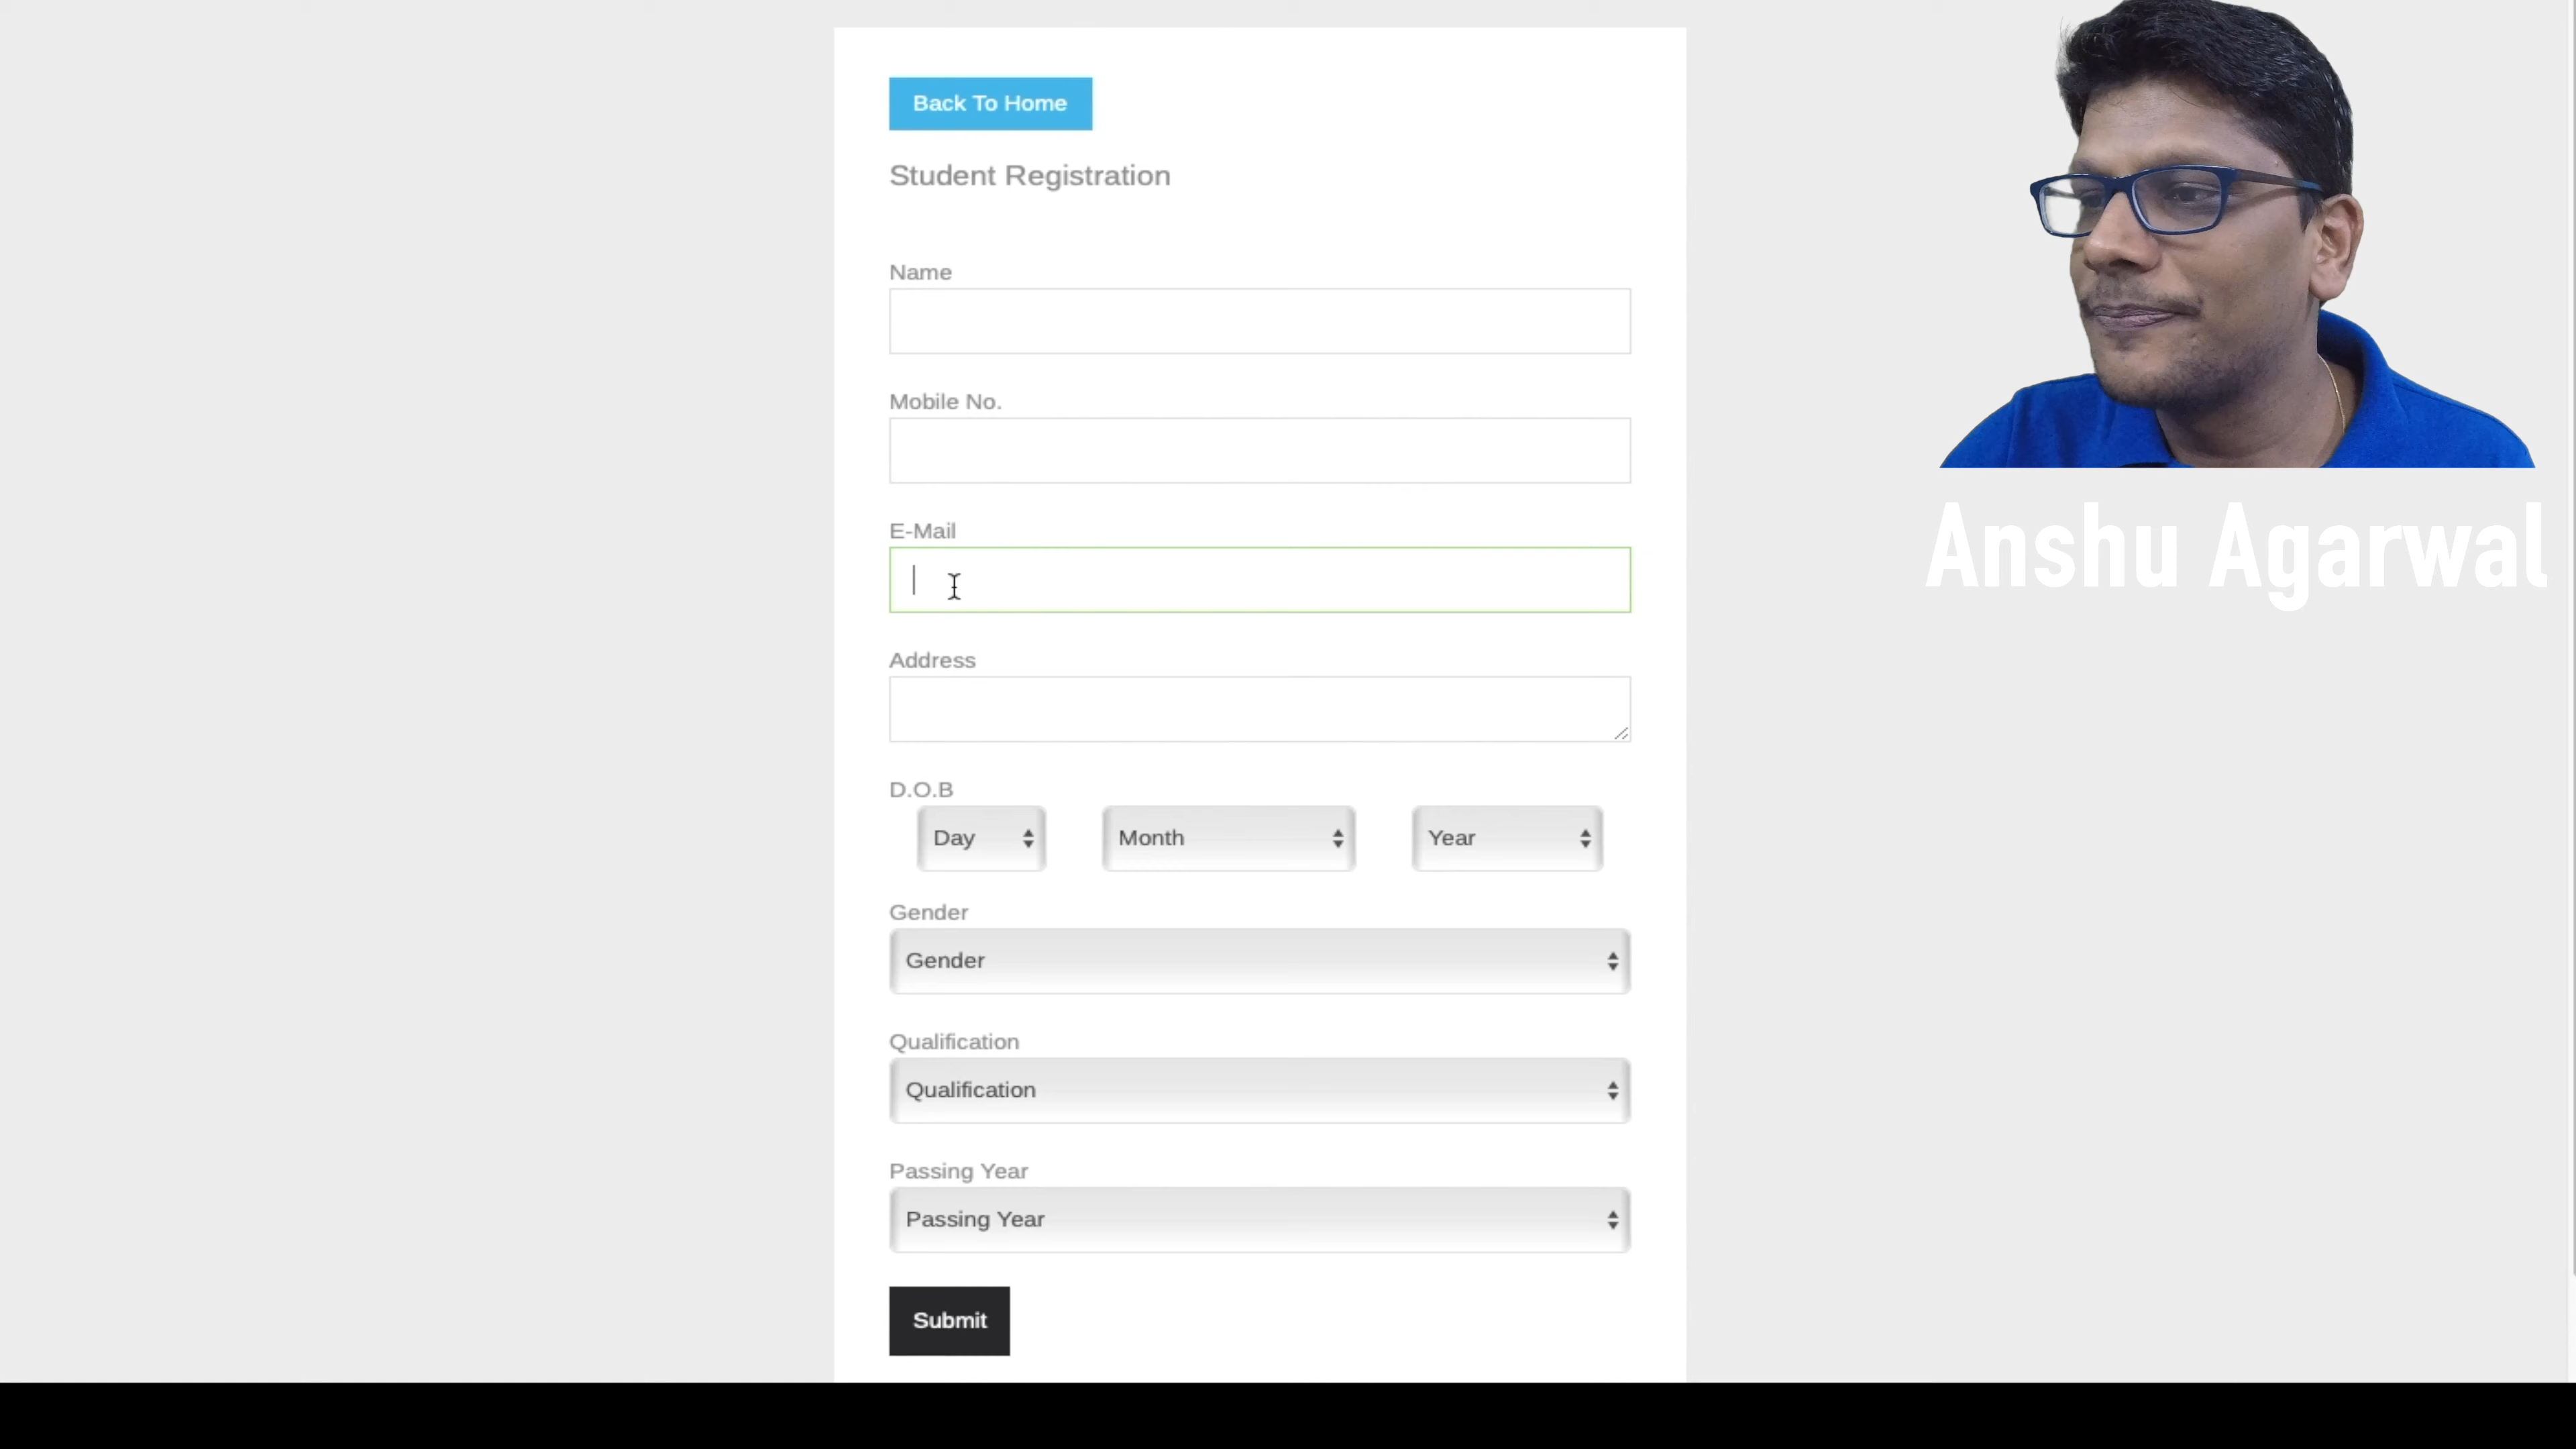 Back To Home
Student Registration
Name
Mobile No.
E-Mail
Address
D.O.B
Day Month Year
Gender
Gender
Qualification
Qualification
Passing Year
Passing Year
Submit
Anshu Agarwal